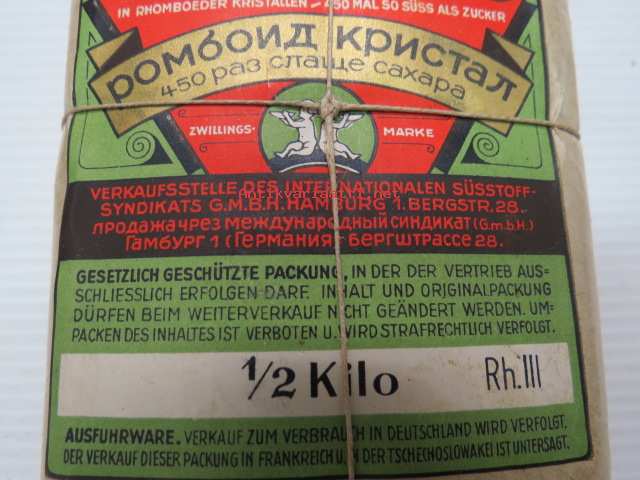 IN RHOMBOEDER KRISTALLEN – 450 MAL SO SÜSS ALS ZUCKER
РОМБОИД КРИСТАЛ
450 РАЗ СЛАЩЕ САХАРА
ZWILLINGS- MARKE
VERKAUFSSTELLE DES INTERNATIONALEN SÜSSTOFF-
SYNDIKATS G.M.B.H. HAMBURG 1. BERGSTR. 28.
ПРОДАЖА ЧРЕЗ МЕЖДУНАРОДНЫЙ СИНДИКАТ (G.m.b.H.)
ГАМБУРГ 1 (ГЕРМАНИЯ) БЕРГШТРАССЕ 28.
GESETZLICH GESCHÜTZTE PACKUNG, IN DER DER VERTRIEB AUS-
SCHLIESSLICH ERFOLGEN DARF. INHALT UND ORIGINALPACKUNG
DÜRFEN BEIM WEITERVERKAUF NICHT GEÄNDERT WERDEN. UM-
PACKEN DES INHALTES IST VERBOTEN U. WIRD STRAFRECHTLICH VERFOLGT.
1/2 Kilo Rh.III
AUSFUHRWARE. VERKAUF ZUM VERBRAUCH IN DEUTSCHLAND WIRD VERFOLGT.
DER VERKAUF DIESER PACKUNG IN FRANKREICH U. IN DER TSCHECHOSLOWAKEI IST UNTERSAGT.